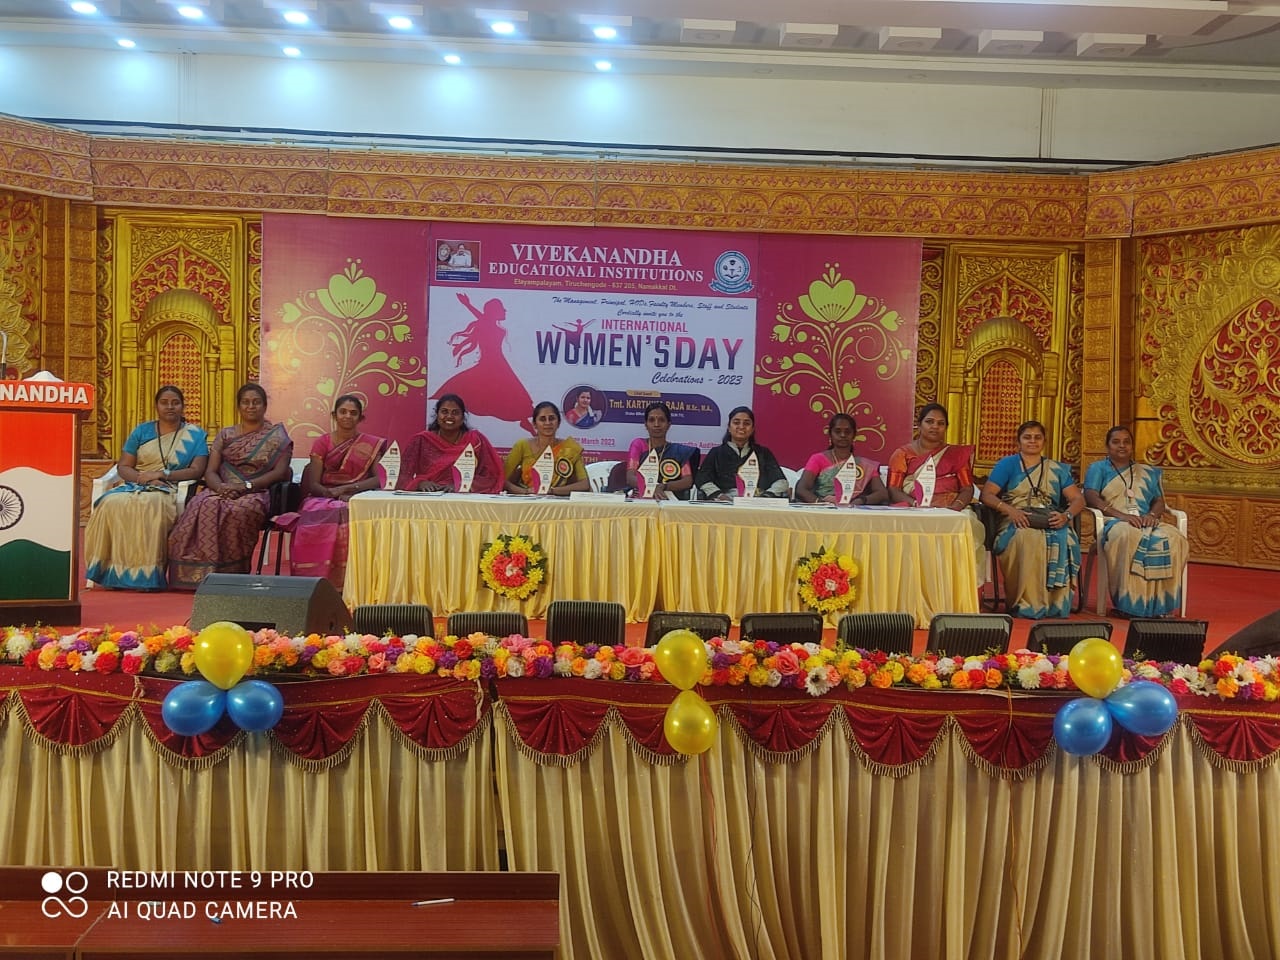 VIVEKANANDHA
EDUCATIONAL INSTITUTIONS
Elayampalayam, Tiruchengode - 637 205, Namakkal Dt.
The Management, Principal, HODs, Faculty Members, Staff and Students
Cordially invite you to the
INTERNATIONAL
WOMEN'S DAY
Celebrations - 2023
Tmt. KARTHI RAJA M.Sc., M.A.,
March 2023
NANDHA
REDMI NOTE 9 PRO
AI QUAD CAMERA